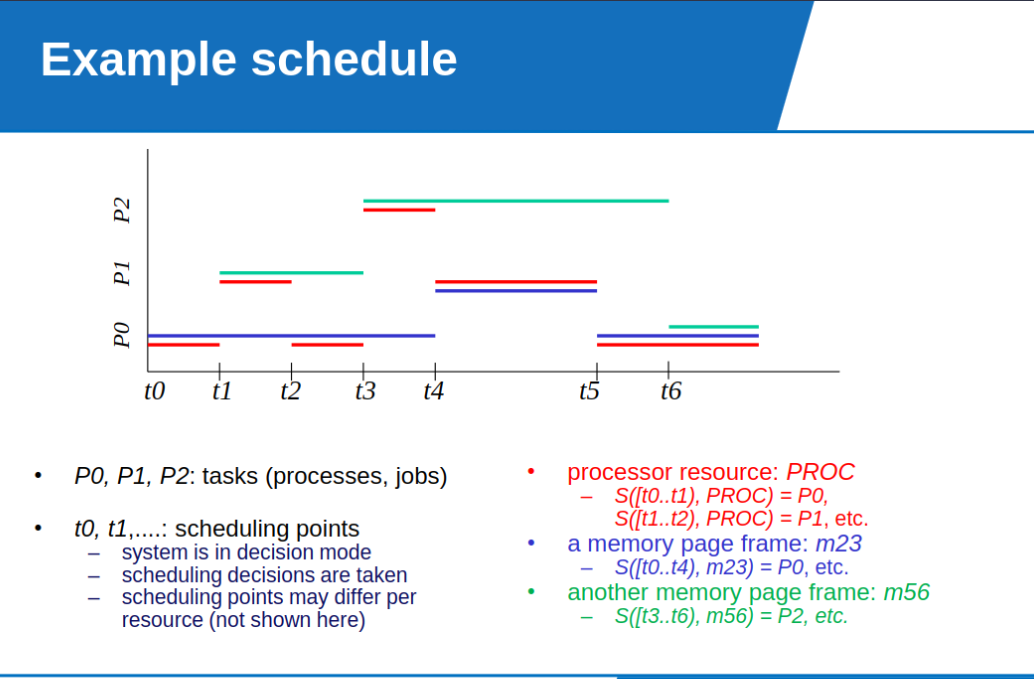 Example schedule
P2
P1
P0
t0 t1 t2 t3 t4 t5 t6
• P0, P1, P2: tasks (processes, jobs)
• t0, t1,....: scheduling points
– system is in decision mode
– scheduling decisions are taken
– scheduling points may differ per
resource (not shown here)
• processor resource: PROC
– S([t0..t1), PROC) = P0,
S([t1..t2), PROC) = P1, etc.
• a memory page frame: m23
– S([t0..t4), m23) = P0, etc.
• another memory page frame: m56
– S([t3..t6), m56) = P2, etc.